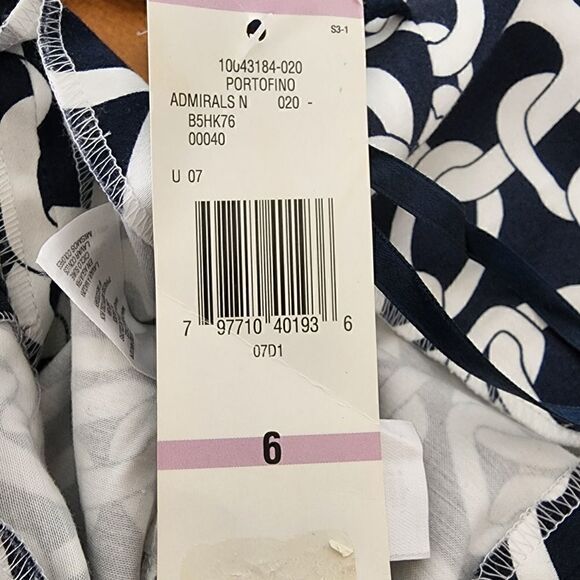 S3-1
10043184-020
PORTOFINO
ADMIRALS N 020 -
B5HK76
00040
U 07
7 97710 40193 6
07D1
6